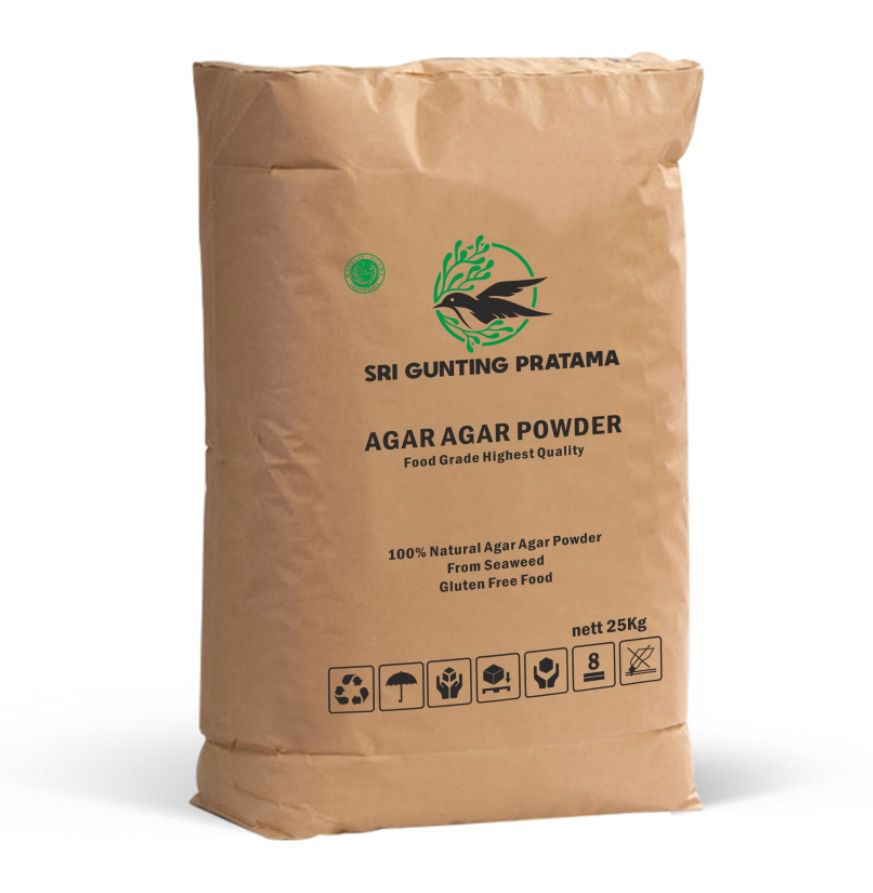 SRI GUNTING PRATAMA
AGAR AGAR POWDER
Food Grade Highest Quality
100% Natural Agar Agar Powder
From Seaweed
Gluten Free Food
nett 25Kg
8